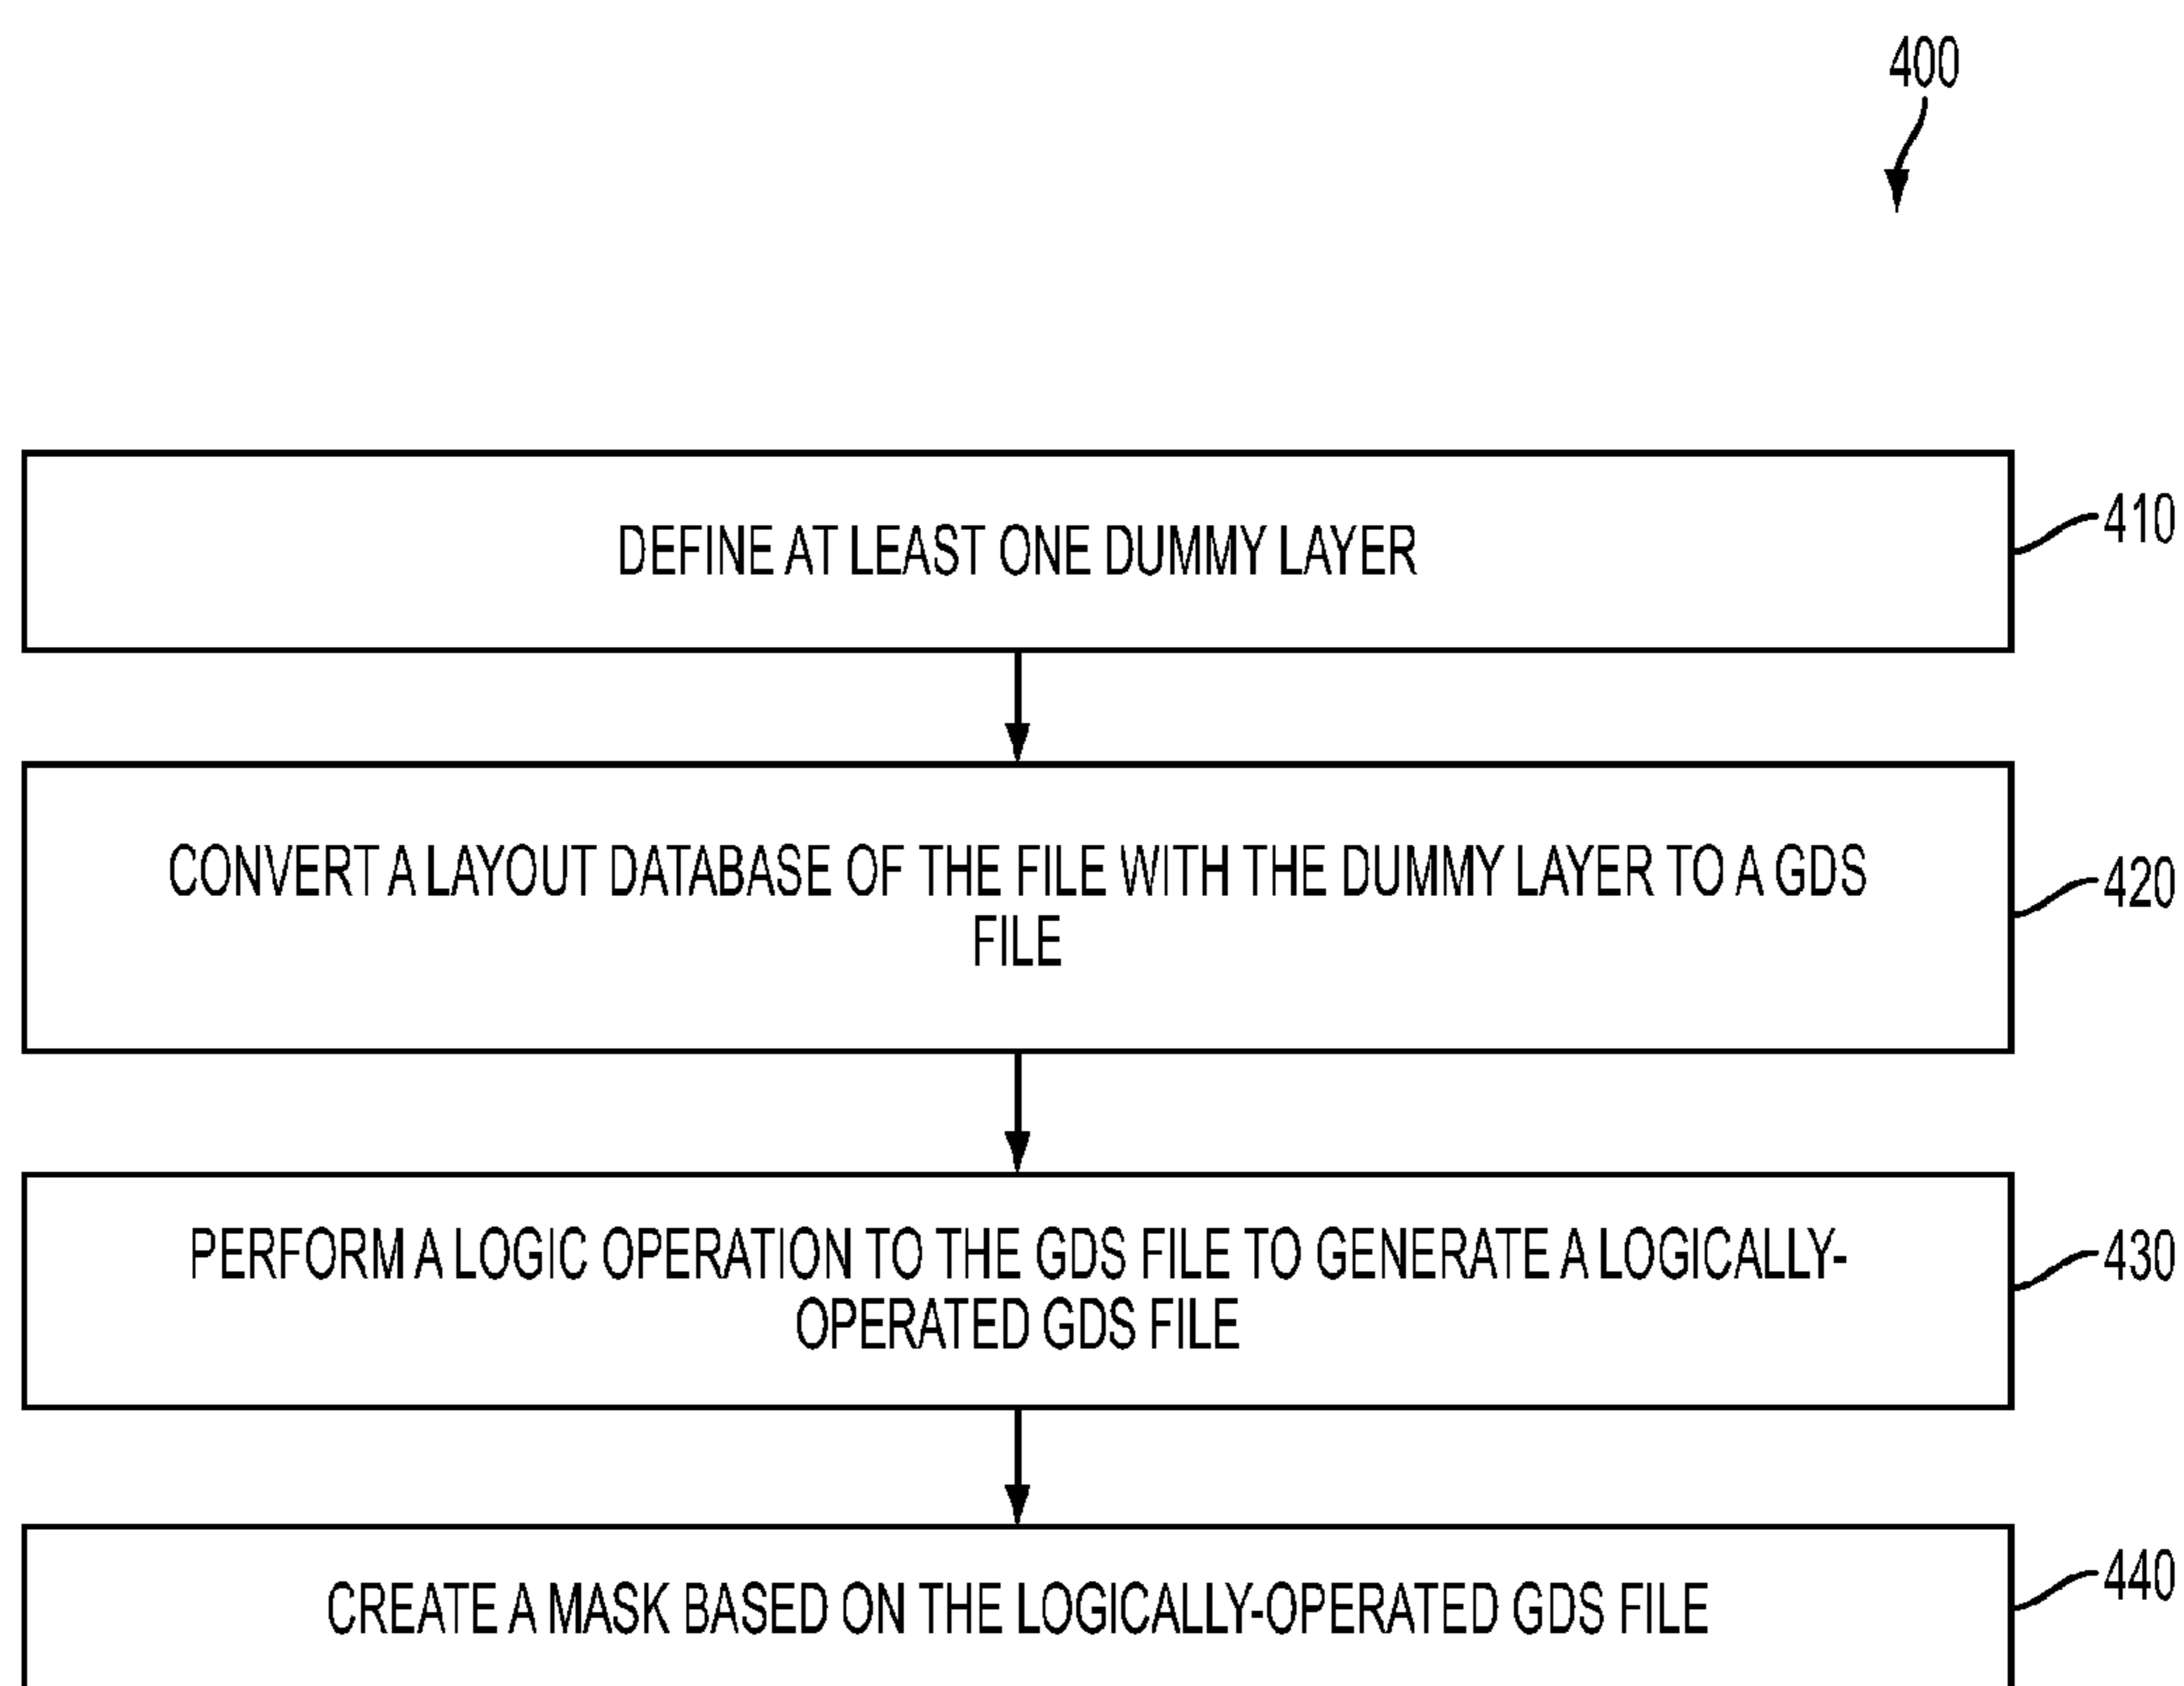 400
DEFINE AT LEAST ONE DUMMY LAYER
410
CONVERT A LAYOUT DATABASE OF THE FILE WITH THE DUMMY LAYER TO A GDS
FILE
420
PERFORM A LOGIC OPERATION TO THE GDS FILE TO GENERATE A LOGICALLY-
OPERATED GDS FILE
430
CREATE A MASK BASED ON THE LOGICALLY-OPERATED GDS FILE
440